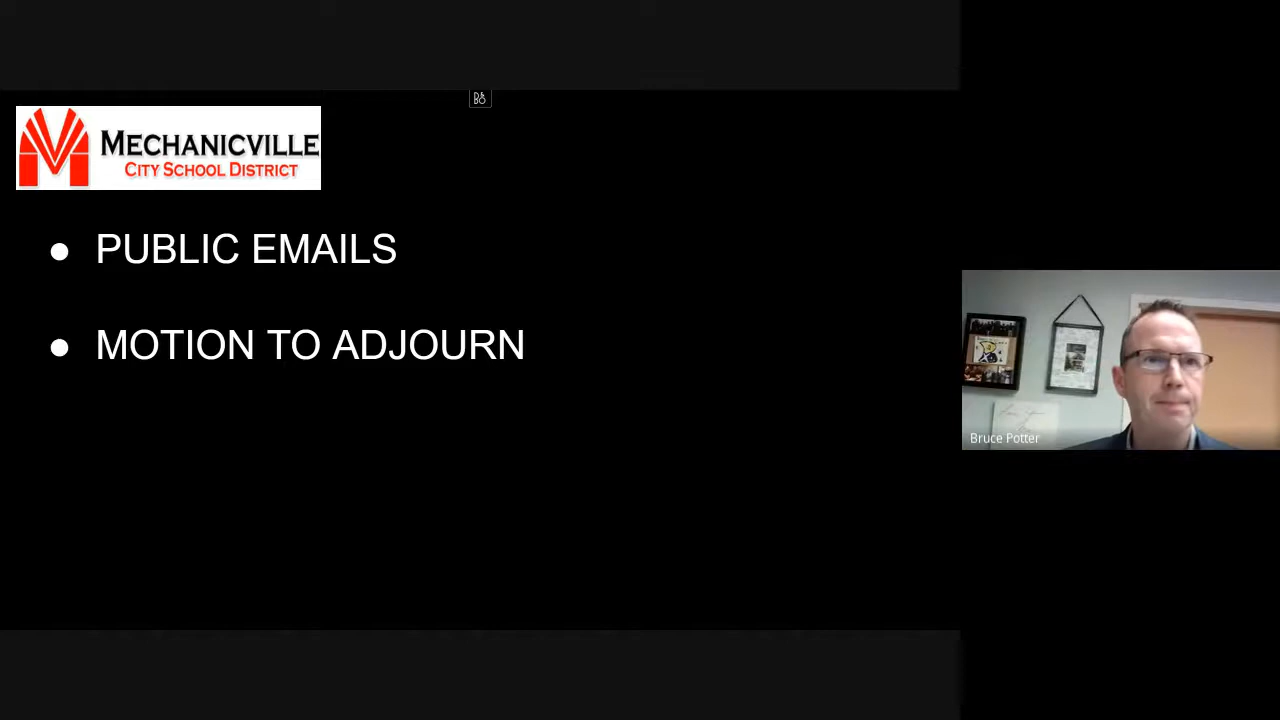 MECHANICVILLE
CITY SCHOOL DISTRICT
● PUBLIC EMAILS
● MOTION TO ADJOURN
Bruce Potter